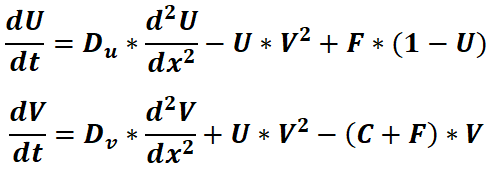 dU/dt = D_u * d²U/dx² − U * V² + F * (1 − U)
dV/dt = D_v * d²V/dx² + U * V² − (C + F) * V